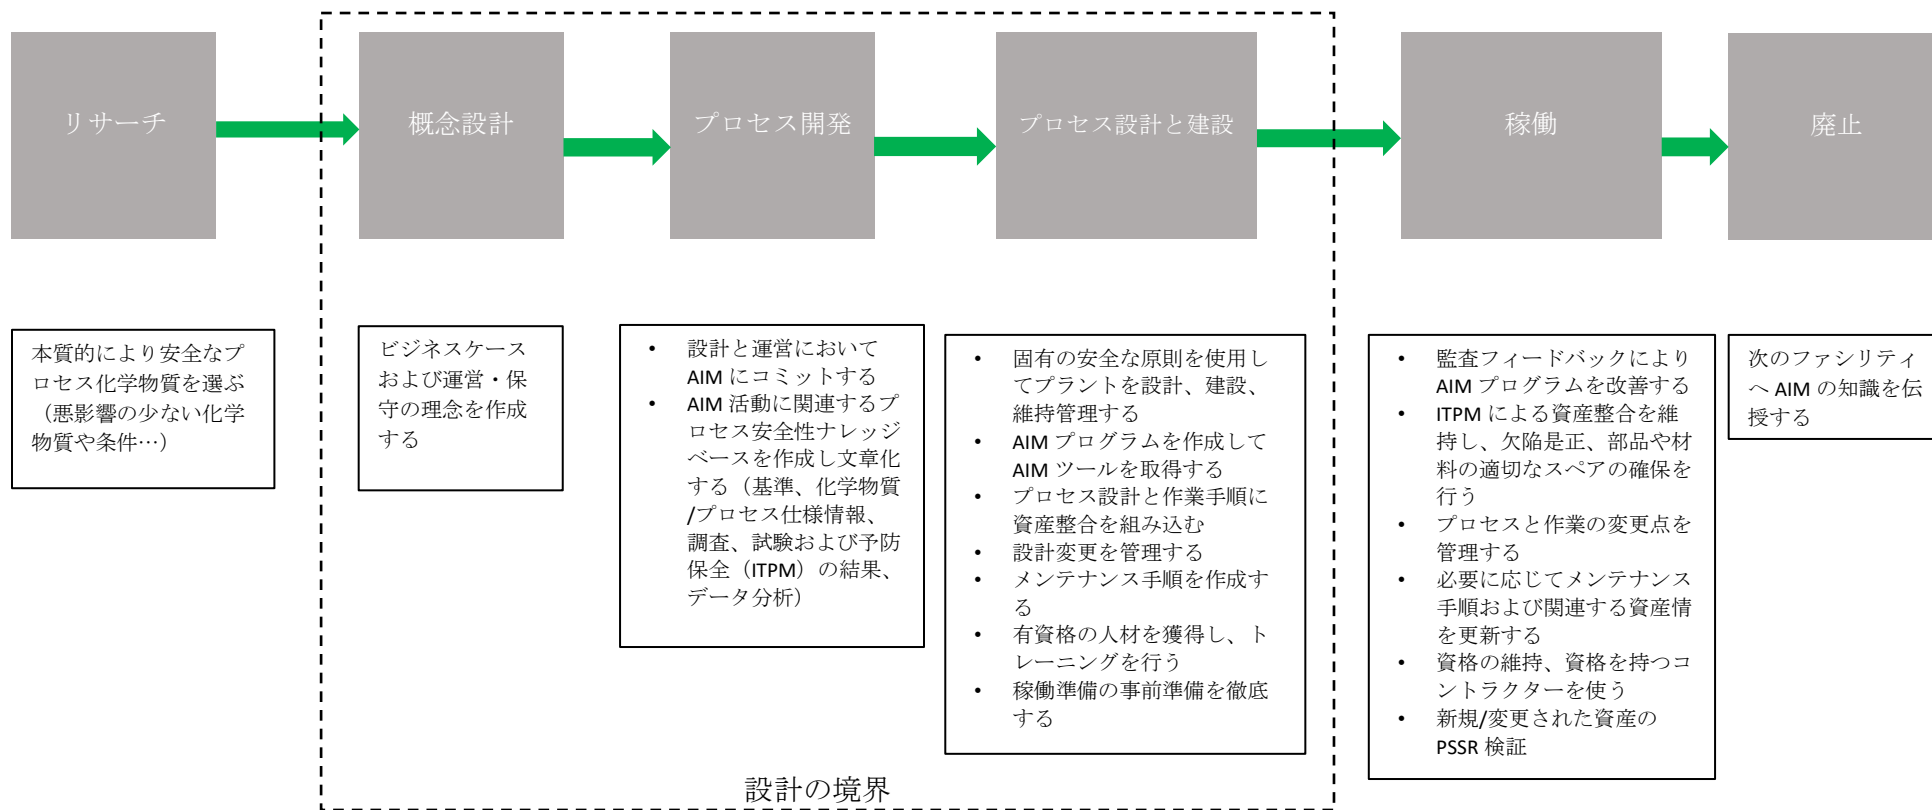 リサーチ
概念設計
プロセス開発
プロセス設計と建設
稼働
廃止
本質的により安全なプ
ロセス化学物質を選ぶ
（悪影響の少ない化学
物質や条件…）
ビジネスケース
および運営・保
守の理念を作成
する
• 設計と運営において
AIM にコミットする
• AIM 活動に関連するプ
ロセス安全性ナレッジ
ベースを作成し文章化
する（基準、化学物質
/プロセス仕様情報、
調査、試験および予防
保全（ITPM）の結果、
データ分析）
• 固有の安全な原則を使用し
てプラントを設計、建設、
維持管理する
• AIM プログラムを作成して
AIM ツールを取得する
• プロセス設計と作業手順に
資産整合を組み込む
• 設計変更を管理する
• メンテナンス手順を作成す
る
• 有資格の人材を獲得し、ト
レーニングを行う
• 稼働準備の事前準備を徹底
する
• 監査フィードバックにより
AIM プログラムを改善する
• ITPM による資産整合を維
持し、欠陥是正、部品や材
料の適切なスペアの確保を
行う
• プロセスと作業の変更点を
管理する
• 必要に応じてメンテナンス
手順および関連する資産情
を更新する
• 資格の維持、資格を持つコ
ントラクターを使う
• 新規/変更された資産の
PSSR 検証
次のファシリティ
へ AIM の知識を伝
授する
設計の境界